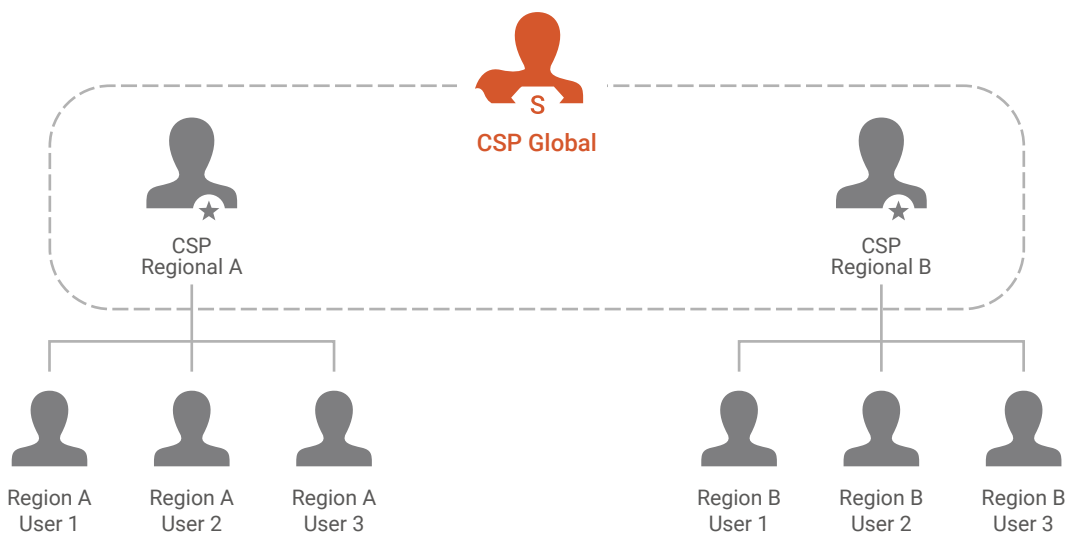 S
CSP Global
CSP
Regional A
CSP
Regional B
Region A
User 1
Region A
User 2
Region A
User 3
Region B
User 1
Region B
User 2
Region B
User 3